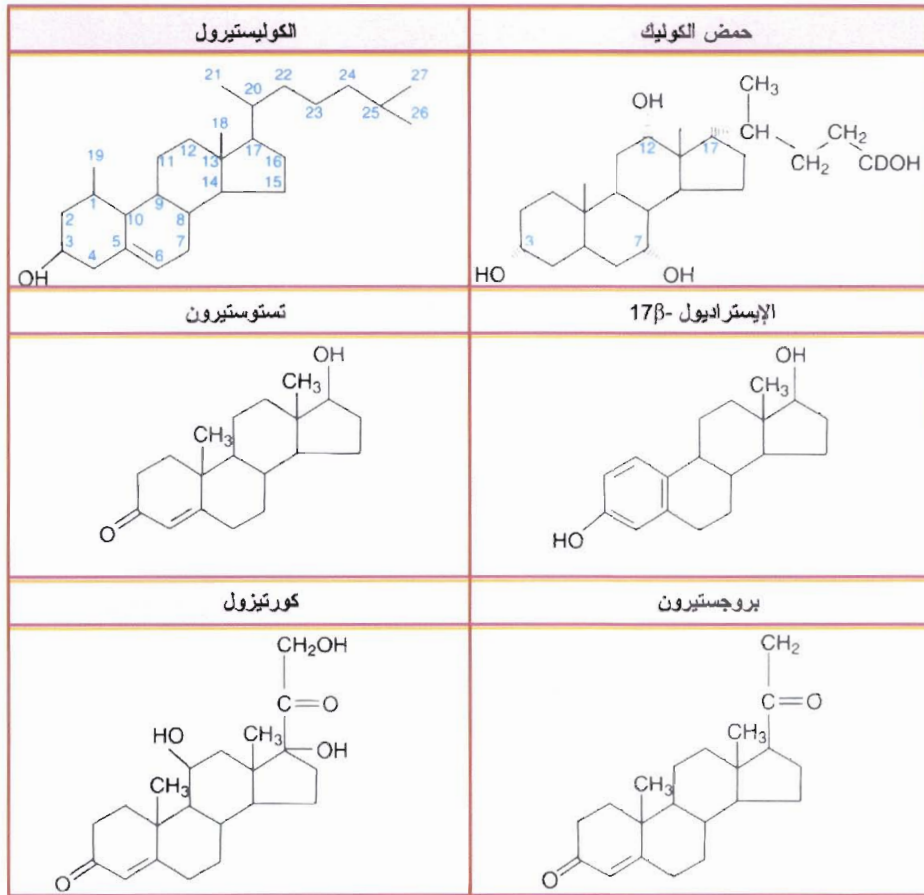 الكوليستيرول
حمض الكوليك
21
22
24
27
20
23
25
26
18
12
17
11
13
16
19
14
15
1
9
2
10
8
3
5
7
4
6
OH
OH
CH₃
12
17
CH₂
CH₂
CDOH
3
7
HO
OH
تستوستيرون
الإيستراديول -17β
OH
CH₃
CH₃
O
OH
CH₃
HO
كورتيزول
بروجستيرون
CH₂OH
C=O
HO
CH₃
OH
CH₃
O
CH₂
C=O
CH₃
CH₃
O